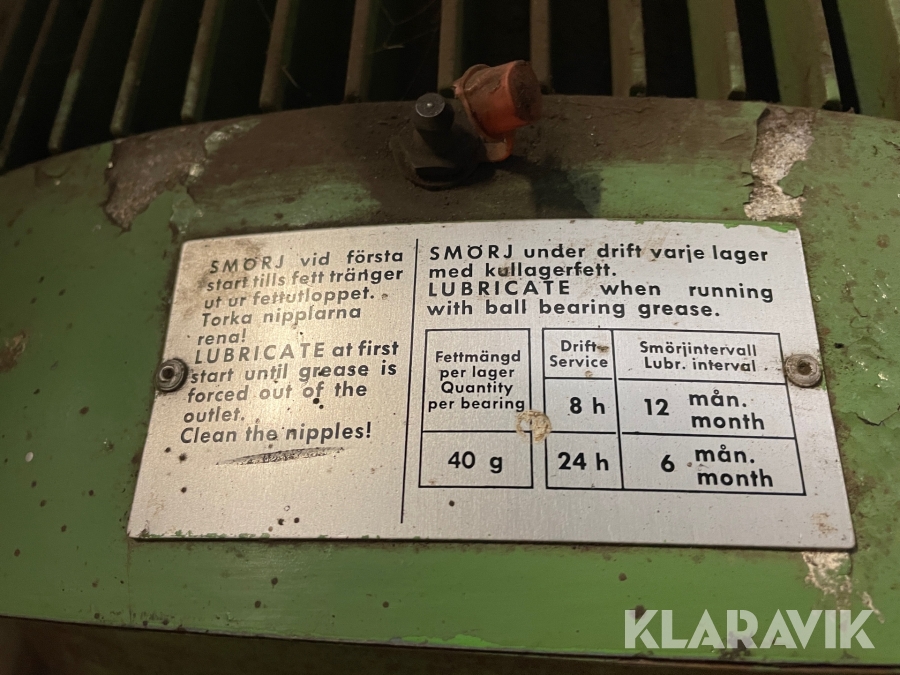 SMÖRJ vid första
start tills fett tränger
ut ur fettutloppet.
Torka nipplarna
rena!
LUBRICATE at first
start until grease is
forced out of the
outlet.
Clean the nipples!
SMÖRJ under drift varje lager
med kullagerfett.
LUBRICATE when running
with ball bearing grease.
Fettmängd
per lager
Quantity
per bearing
40 g
Drift-
Service
Smörjintervall
Lubr. interval
8 h
12 mån.
month
24 h
6 mån.
month
KLARAVIK